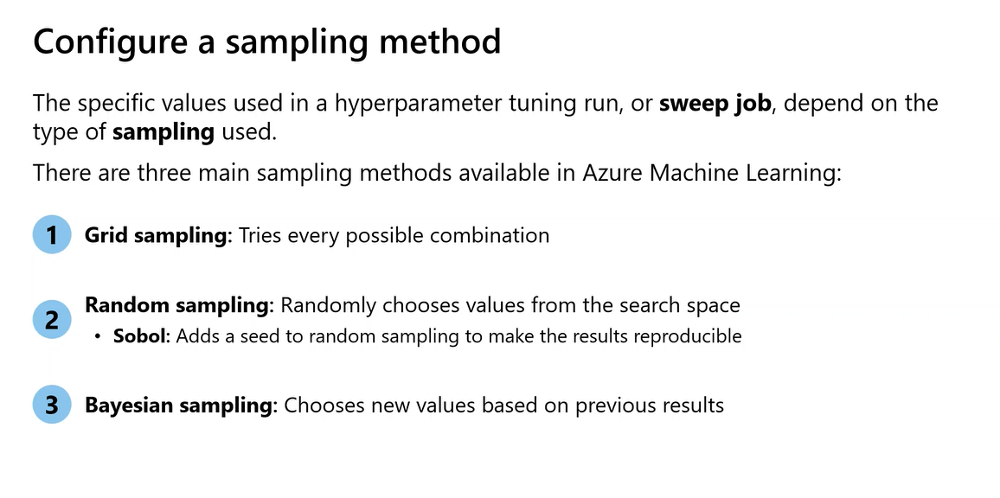 Configure a sampling method
The specific values used in a hyperparameter tuning run, or sweep job, depend on the
type of sampling used.
There are three main sampling methods available in Azure Machine Learning:
1 Grid sampling: Tries every possible combination
2 Random sampling: Randomly chooses values from the search space
• Sobol: Adds a seed to random sampling to make the results reproducible
3 Bayesian sampling: Chooses new values based on previous results